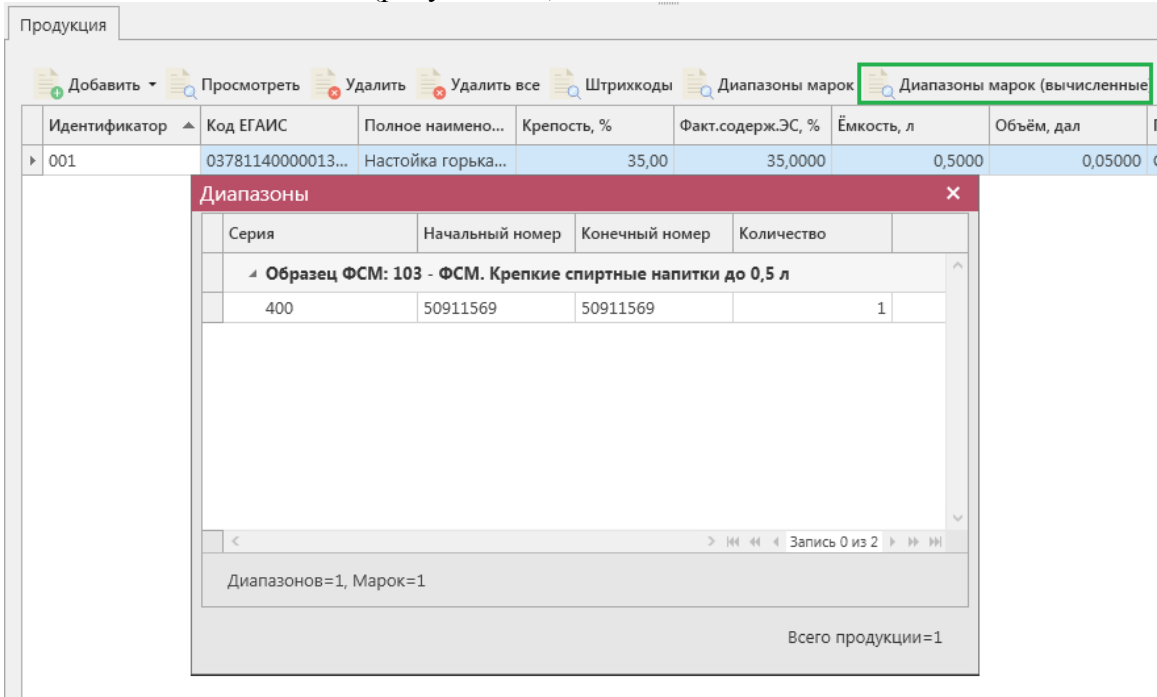 Продукция
Добавить Просмотреть Удалить Удалить все Штрихкоды Диапазоны марок Диапазоны марок (вычисленные
Идентификатор Код ЕГАИС Полное наимено... Крепость, % Факт.содерж.ЭС, % Ёмкость, л Объём, дал
001 03781140000013... Настойка горька... 35,00 35,0000 0,5000 0,05000
Диапазоны
Серия Начальный номер Конечный номер Количество
Образец ФСМ: 103 - ФСМ. Крепкие спиртные напитки до 0,5 л
400 50911569 50911569 1
Запись 0 из 2
Диапазонов=1, Марок=1
Всего продукции=1